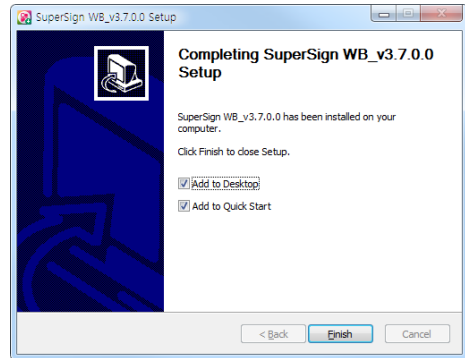 SuperSign WB_v3.7.0.0 Setup
Completing SuperSign WB_v3.7.0.0
Setup
SuperSign WB_v3.7.0.0 has been installed on your
computer.
Click Finish to close Setup.
Add to Desktop
Add to Quick Start
< Back
Finish
Cancel